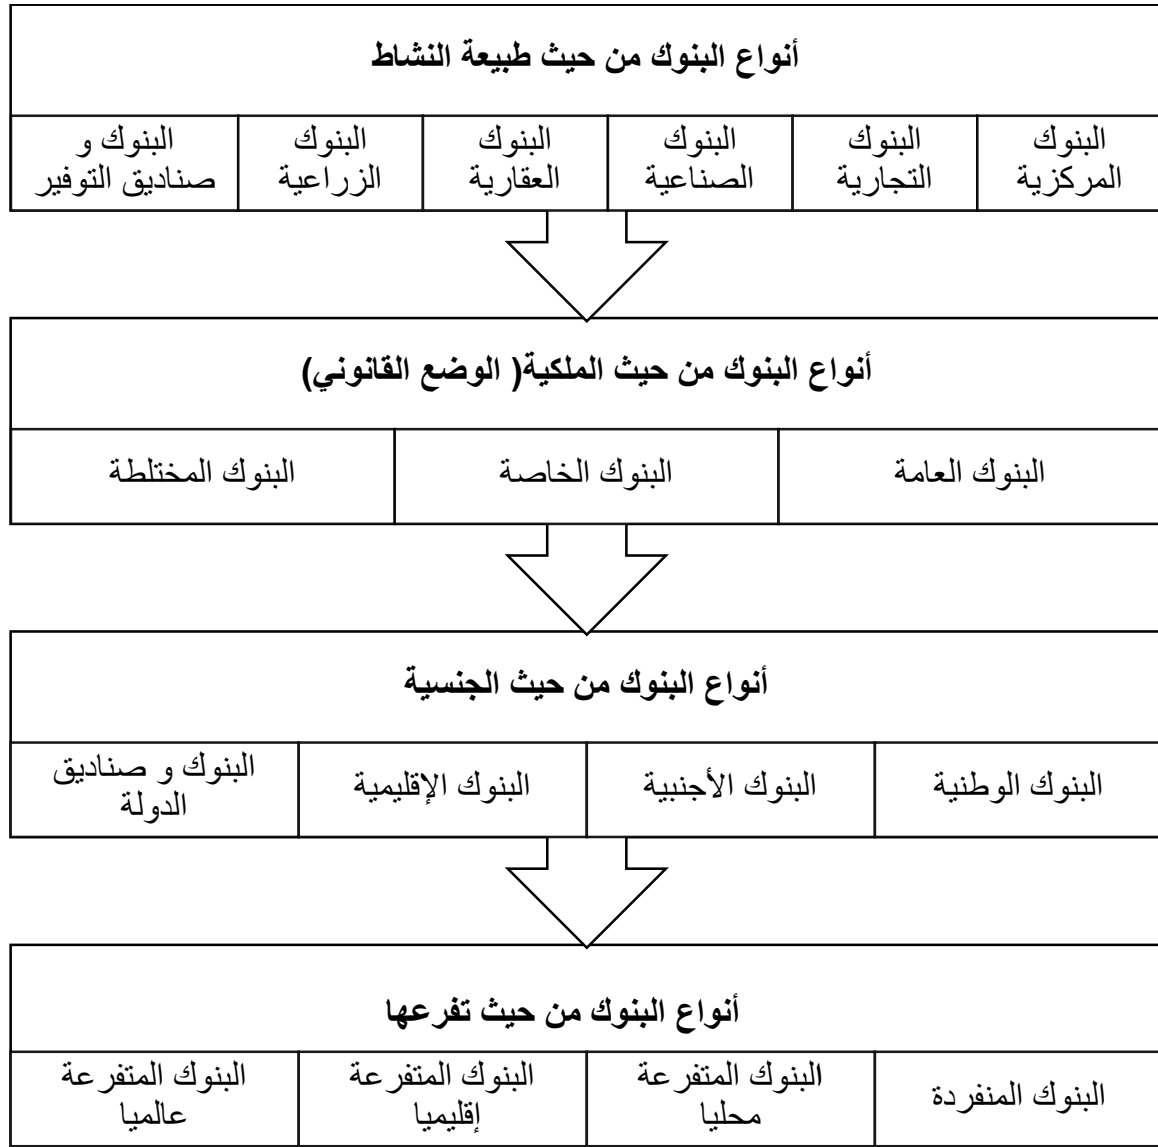 أنواع البنوك من حيث طبيعة النشاط
البنوك المركزية
البنوك التجارية
البنوك الصناعية
البنوك العقارية
البنوك الزراعية
البنوك و صناديق التوفير
أنواع البنوك من حيث الملكية( الوضع القانوني)
البنوك العامة
البنوك الخاصة
البنوك المختلطة
أنواع البنوك من حيث الجنسية
البنوك الوطنية
البنوك الأجنبية
البنوك الإقليمية
البنوك و صناديق الدولة
أنواع البنوك من حيث تفرعها
البنوك المنفردة
البنوك المتفرعة محليا
البنوك المتفرعة إقليميا
البنوك المتفرعة عالميا